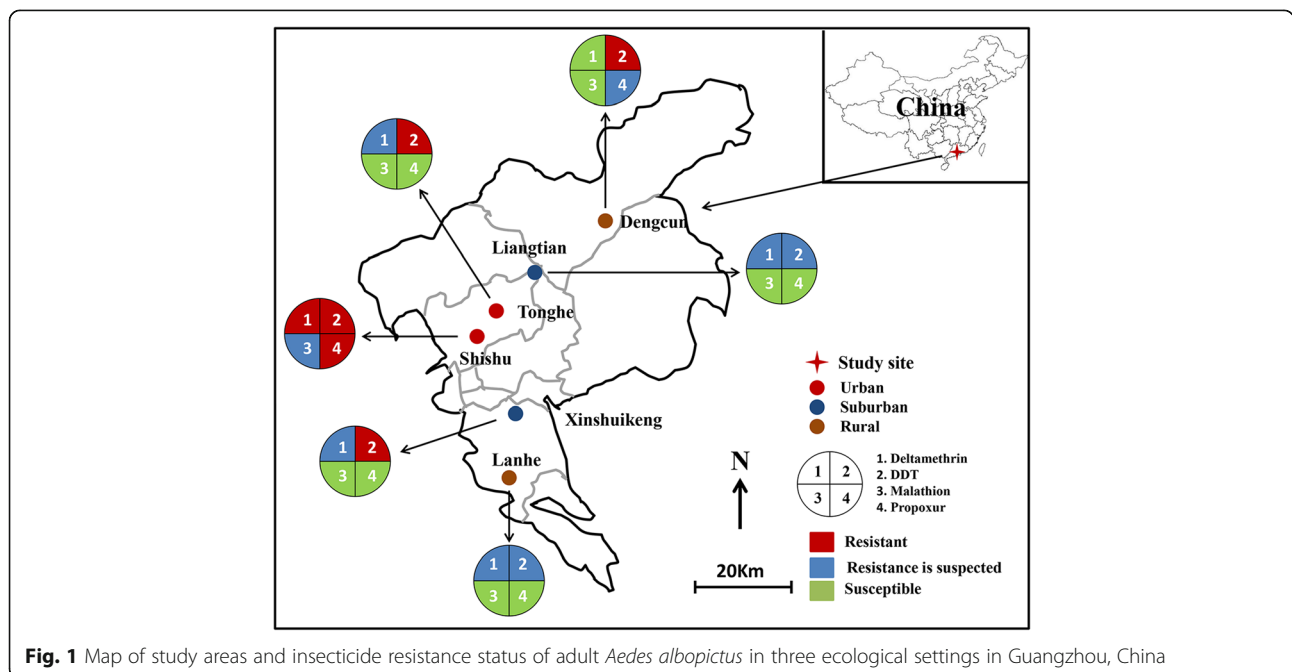 1 2
3 4
China
1 2
3 4
Dengcun
Liangtian
1 2
3 4
Tonghe
1 2
3 4
Shishu
Study site
Urban
Suburban
Rural
Xinshuikeng
1 2
3 4
Lanhe
N
1 2
3 4
1. Deltamethrin
2. DDT
3. Malathion
4. Propoxur
Resistant
Resistance is suspected
Susceptible
20Km
1 2
3 4
Fig. 1 Map of study areas and insecticide resistance status of adult Aedes albopictus in three ecological settings in Guangzhou, China